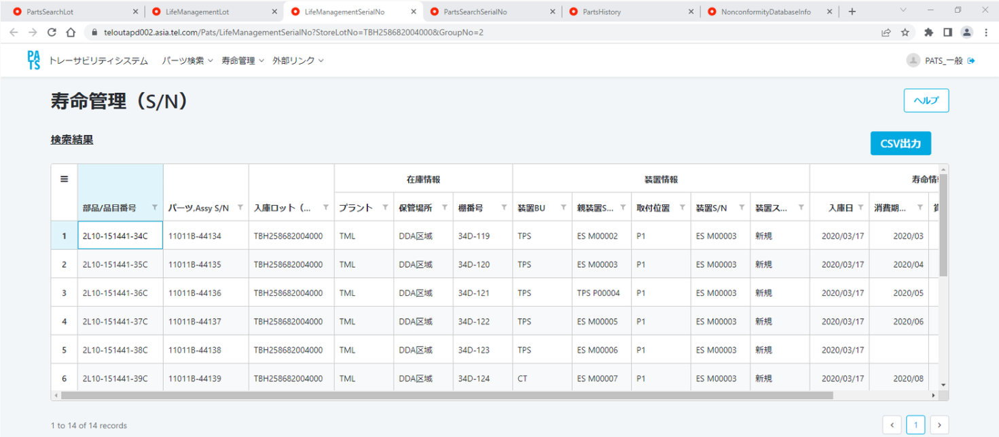 PartsSearchLot LifeManagementLot LifeManagementSerialNo PartsSearchSerialNo PartsHistory NonconformityDatabaseInfo
teloutapd002.asia.tel.com/Pats/LifeManagementSerialNo?StoreLotNo=TBH258682004000&GroupNo=2
PATS トレーサビリティシステム パーツ検索 寿命管理 外部リンク PATS_一般
寿命管理（S/N） ヘルプ
検索結果 CSV出力
在庫情報 装置情報 寿命情
部品/品目番号 パーツ,Assy S/N 入庫ロット（... プラント 保管場所 棚番号 装置BU 親装置S... 取付位置 装置S/N 装置ス... 入庫日 消費期...
1 2L10-151441-34C 11011B-44134 TBH258682004000 TML DDA区域 34D-119 TPS ES M00002 P1 ES M00003 新規 2020/03/17 2020/03
2 2L10-151441-35C 11011B-44135 TBH258682004000 TML DDA区域 34D-120 TPS ES M00003 P1 ES M00003 新規 2020/03/17 2020/04
3 2L10-151441-36C 11011B-44136 TBH258682004000 TML DDA区域 34D-121 TPS TPS P00004 P1 ES M00003 新規 2020/03/17 2020/05
4 2L10-151441-37C 11011B-44137 TBH258682004000 TML DDA区域 34D-122 TPS ES M00005 P1 ES M00003 新規 2020/03/17 2020/06
5 2L10-151441-38C 11011B-44138 TBH258682004000 TML DDA区域 34D-123 TPS ES M00006 P1 ES M00003 新規 2020/03/17
6 2L10-151441-39C 11011B-44139 TBH258682004000 TML DDA区域 34D-124 CT ES M00007 P1 ES M00003 新規 2020/03/17 2020/08
1 to 14 of 14 records 1